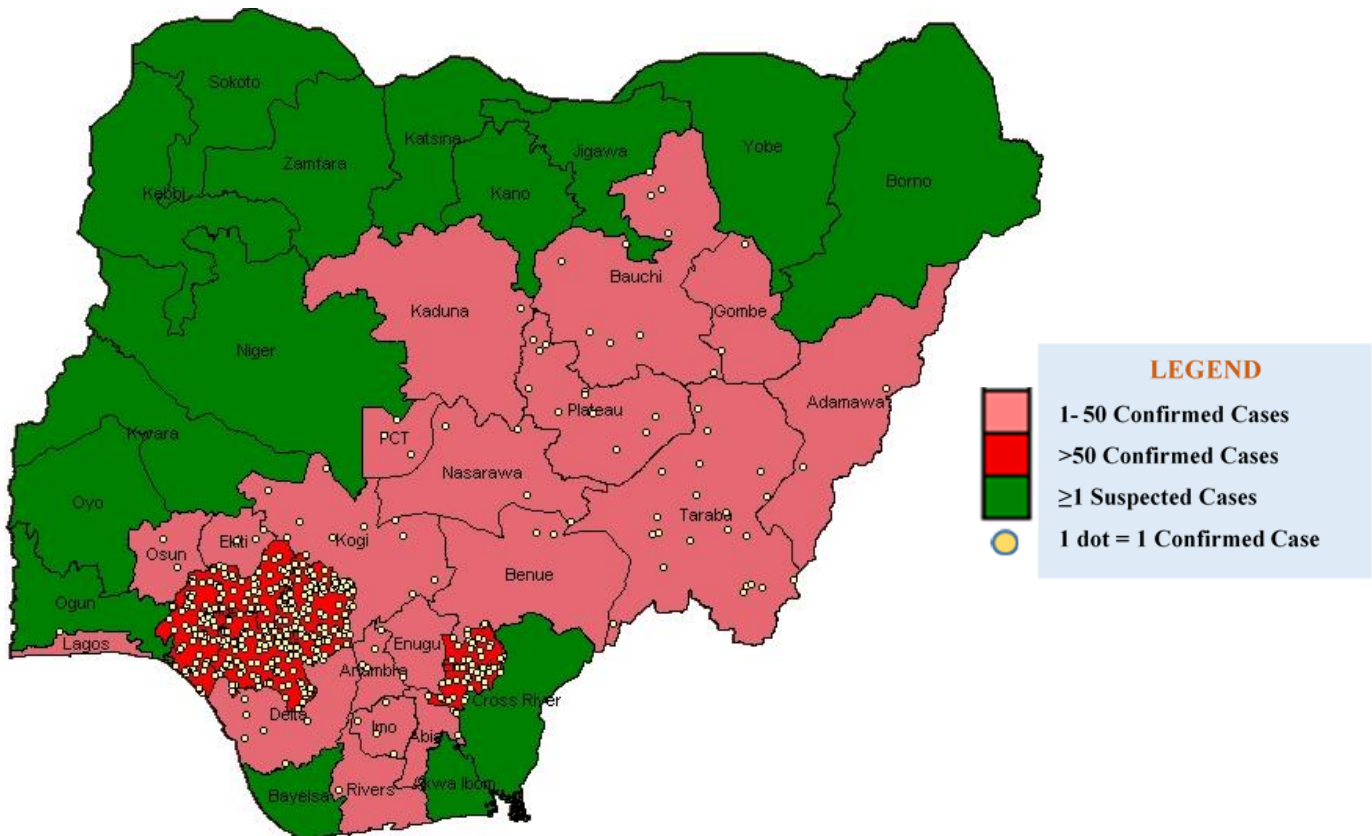 Sokoto
Katsina
Zamfara
Jigawa
Yobe
Kano
Borno
Kebbi
Bauchi
Kaduna
Gombe
Niger
Adamawa
Plateau
Kwara
FCT
Nasarawa
Oyo
Taraba
Osun
Ekiti
Kogi
Benue
Ogun
Lagos
Enugu
Anambra
Cross River
Delta
Imo
Abia
Akwa Ibom
Bayelsa
Rivers
LEGEND
1- 50 Confirmed Cases
>50 Confirmed Cases
≥1 Suspected Cases
1 dot = 1 Confirmed Case